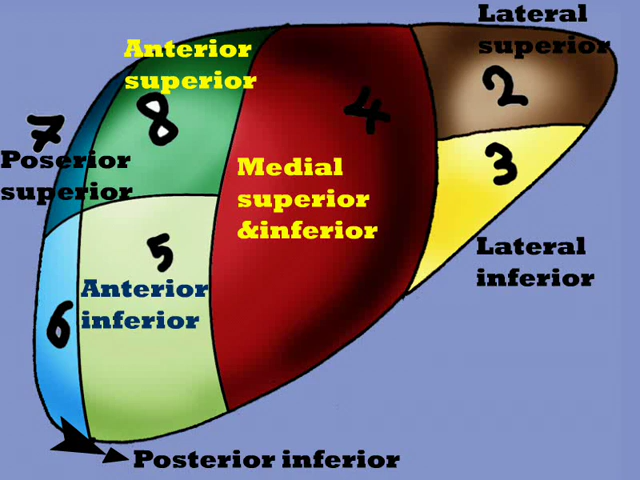 Lateral
superior
Anterior
superior
2
4
8
7
Poserior
superior
3
Medial
superior
&inferior
5
Lateral
inferior
Anterior
inferior
6
Posterior inferior